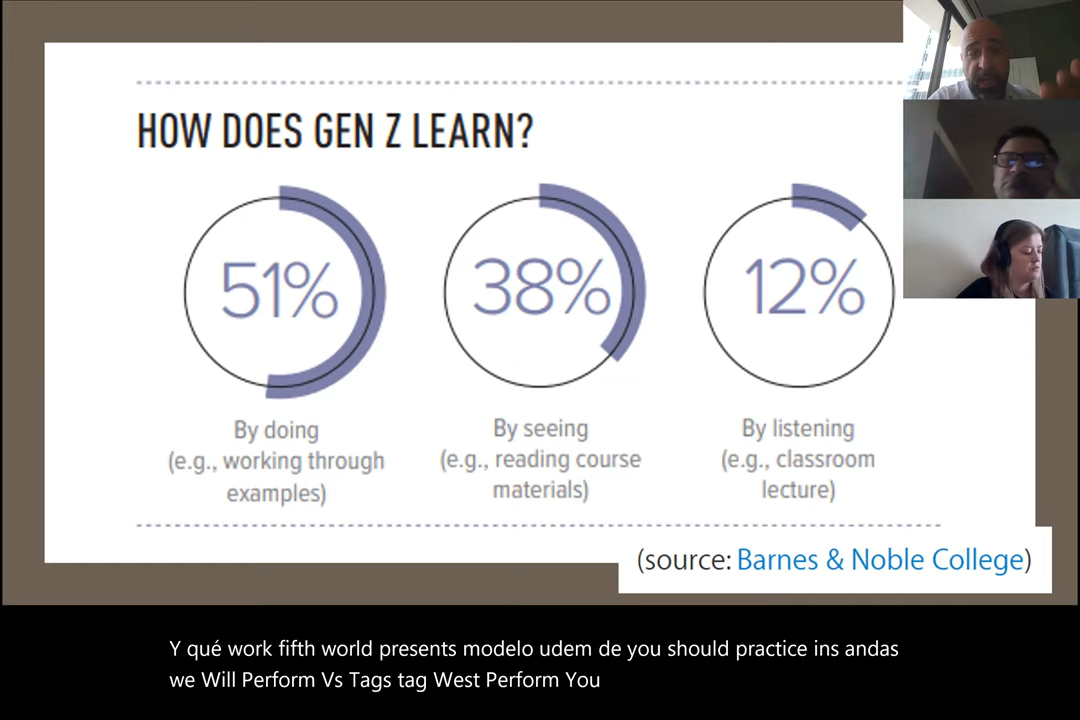 HOW DOES GEN Z LEARN?
51%
38%
12%
By doing
(e.g., working through
examples)
By seeing
(e.g., reading course
materials)
By listening
(e.g., classroom
lecture)
(source: Barnes & Noble College)
Y qué work fifth world presents modelo udem de you should practice ins andas
we Will Perform Vs Tags tag West Perform You